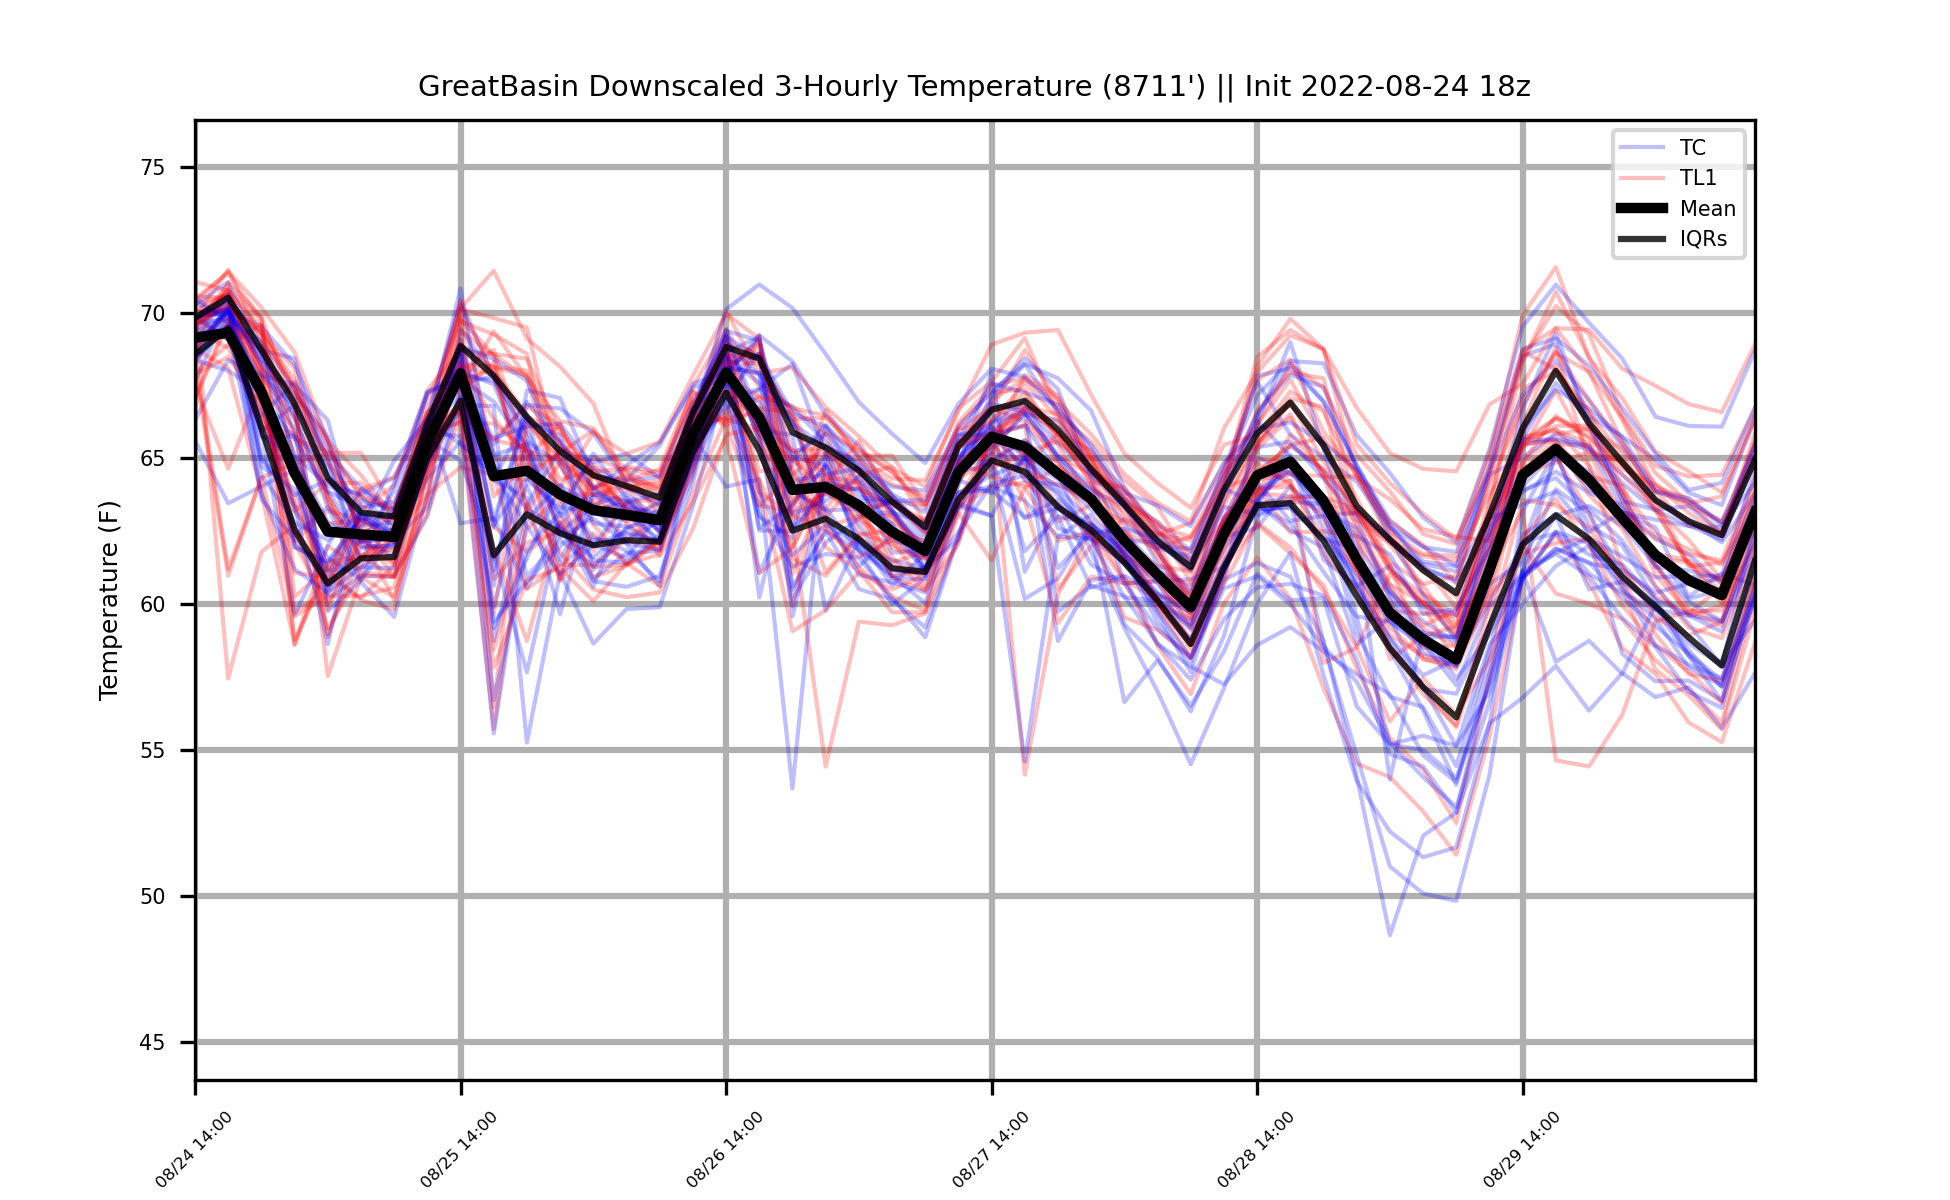 GreatBasin Downscaled 3-Hourly Temperature (8711') || Init 2022-08-24 18z
TC
TL1
Mean
IQRs
Temperature (F)
75
70
65
60
55
50
45
08/24 14:00
08/25 14:00
08/26 14:00
08/27 14:00
08/28 14:00
08/29 14:00